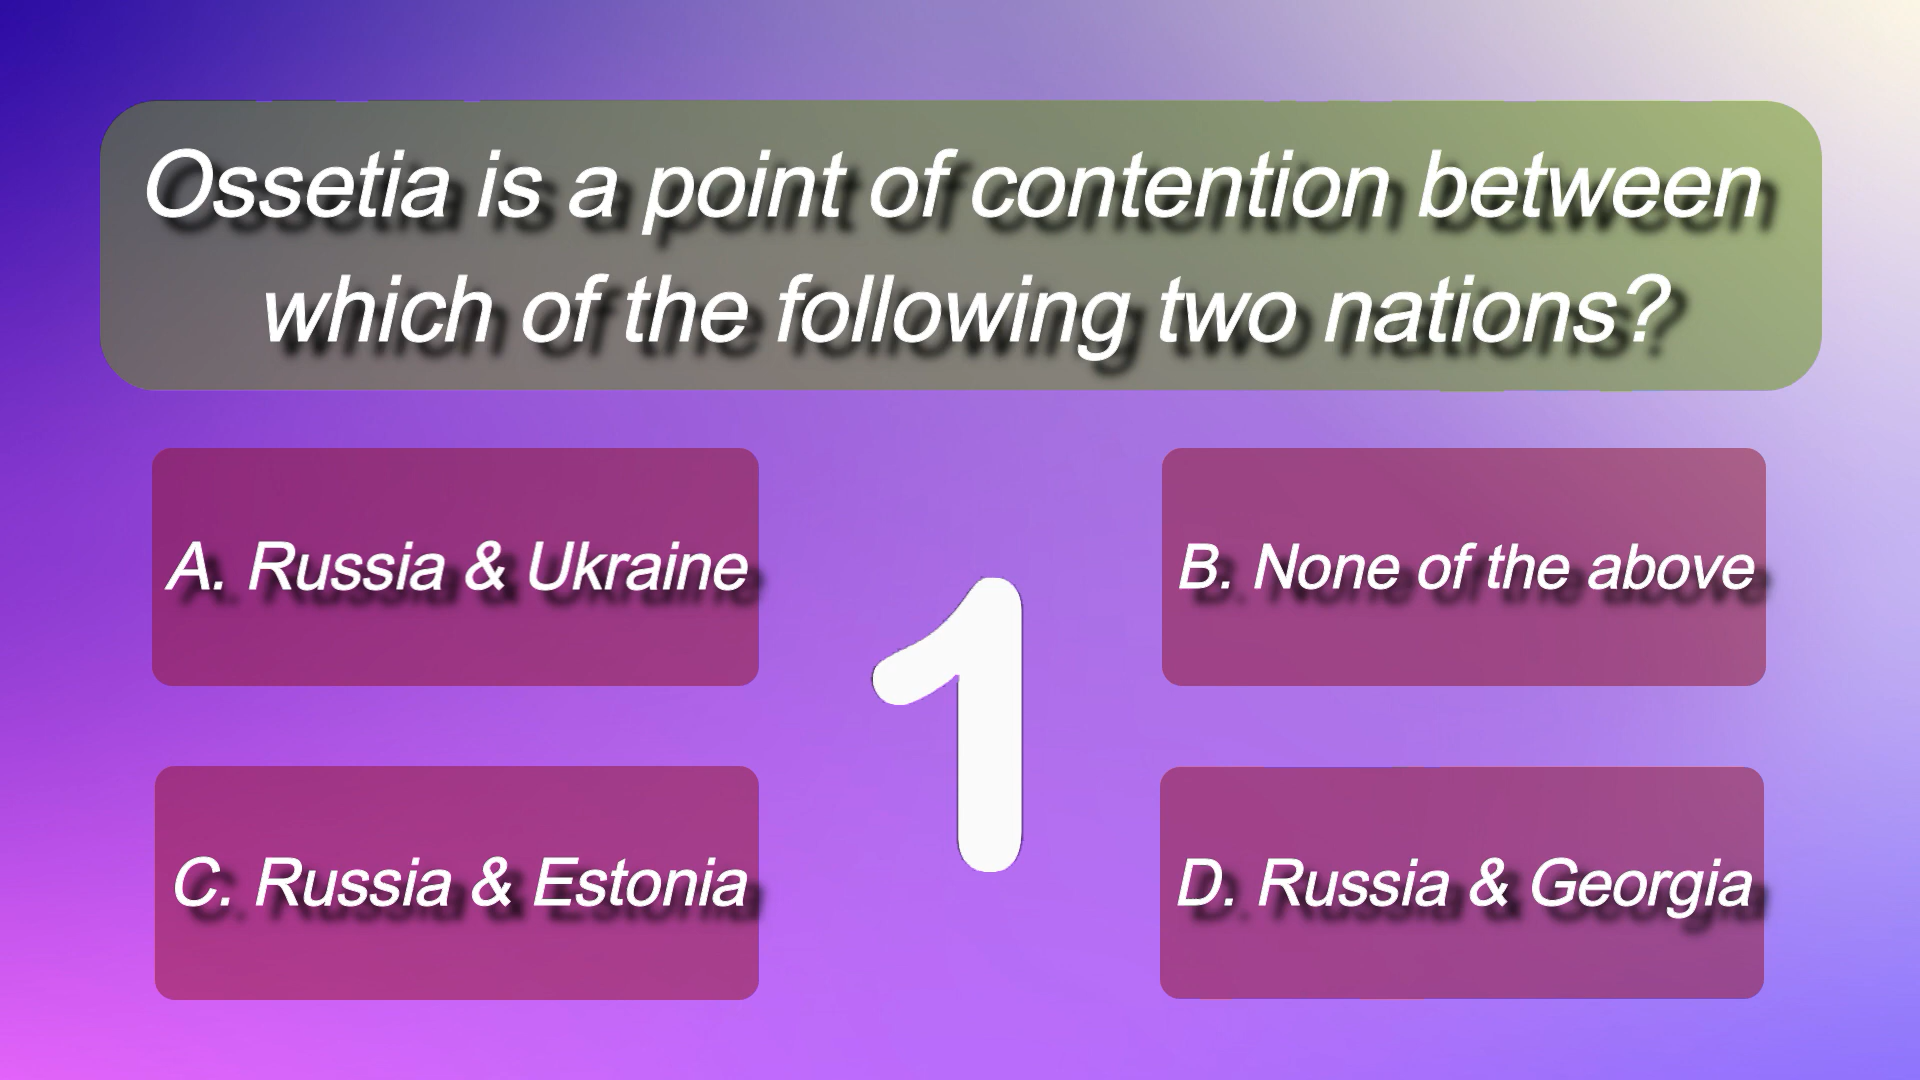 Ossetia is a point of contention between
which of the following two nations?
A. Russia & Ukraine
B. None of the above
1
C. Russia & Estonia
D. Russia & Georgia